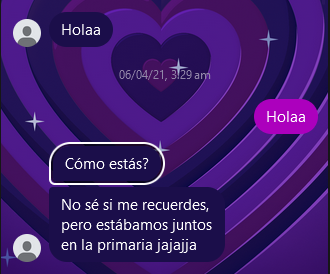 Holaa
06/04/21, 3:29 am
Holaa
Cómo estás?
No sé si me recuerdes,
pero estábamos juntos
en la primaria jajajja